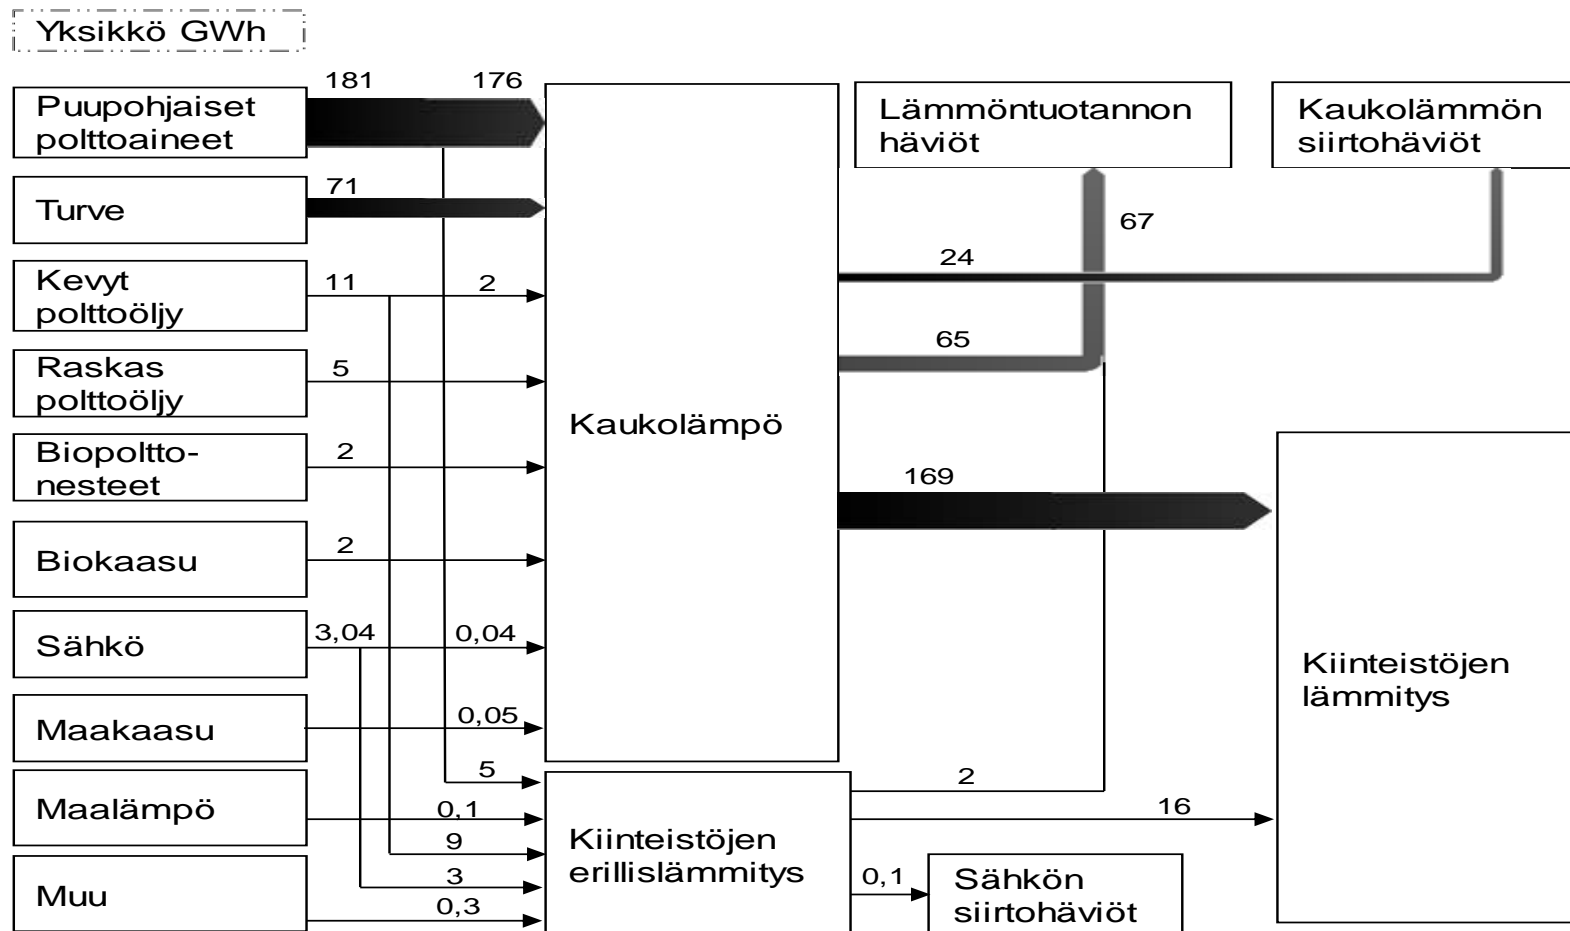 Yksikkö GWh
181
176
Puupohjaiset
polttoaineet
Lämmöntuotannon
häviöt
Kaukolämmön
siirtohäviöt
71
Turve
67
24
Kevyt
polttoöljy
11
2
65
Raskas
polttoöljy
5
Kaukolämpö
Biopoltto-
nesteet
2
169
Biokaasu
2
Sähkö
3,04
0,04
Kiinteistöjen
lämmitys
Maakaasu
0,05
5
2
Maalämpö
0,1
16
9
Kiinteistöjen
erillislämmitys
Muu
3
0,3
0,1
Sähkön
siirtohäviöt